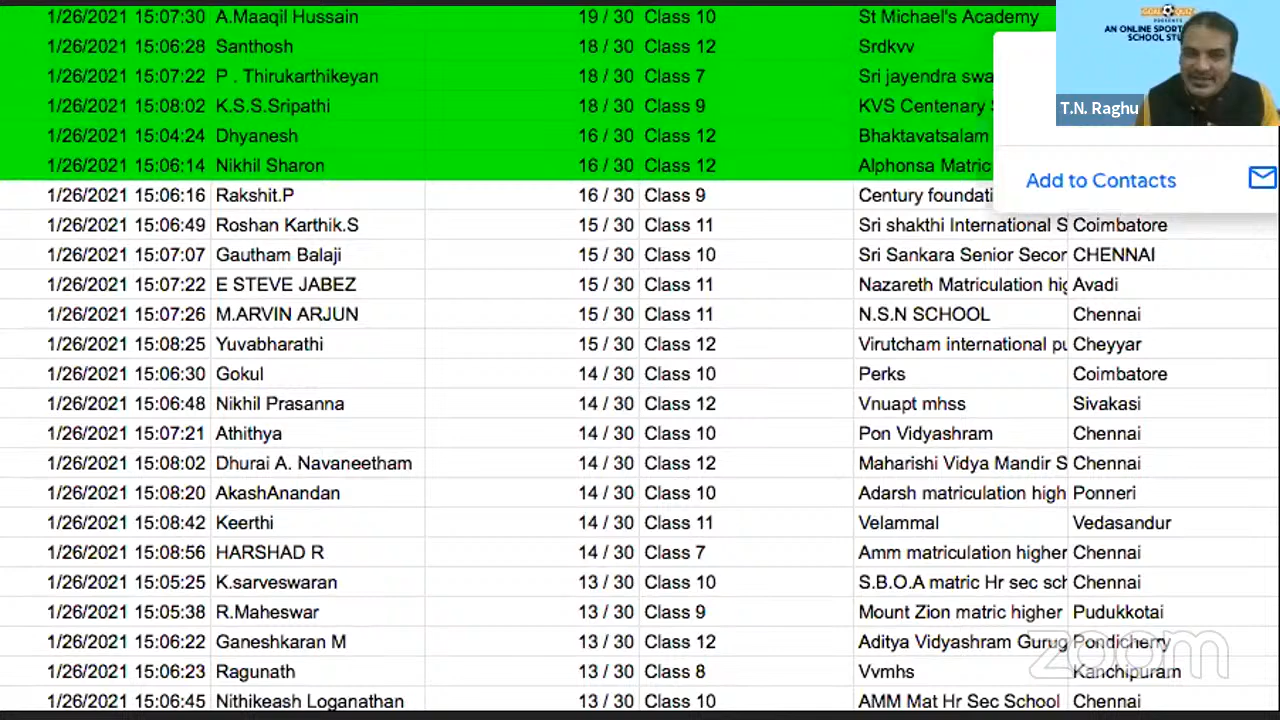 1/26/2021 15:07:30 A.Maaqil Hussain 19 / 30 Class 10 St Michael's Academy
1/26/2021 15:06:28 Santhosh 18 / 30 Class 12 Srdkvv
1/26/2021 15:07:22 P . Thirukarthikeyan 18 / 30 Class 7 Sri jayendra swa
1/26/2021 15:08:02 K.S.S.Sripathi 18 / 30 Class 9 KVS Centenary
1/26/2021 15:04:24 Dhyanesh 16 / 30 Class 12 Bhaktavatsalam
1/26/2021 15:06:14 Nikhil Sharon 16 / 30 Class 12 Alphonsa Matric
1/26/2021 15:06:16 Rakshit.P 16 / 30 Class 9 Century foundati
1/26/2021 15:06:49 Roshan Karthik.S 15 / 30 Class 11 Sri shakthi International S Coimbatore
1/26/2021 15:07:07 Gautham Balaji 15 / 30 Class 10 Sri Sankara Senior Secor CHENNAI
1/26/2021 15:07:22 E STEVE JABEZ 15 / 30 Class 11 Nazareth Matriculation hig Avadi
1/26/2021 15:07:26 M.ARVIN ARJUN 15 / 30 Class 11 N.S.N SCHOOL Chennai
1/26/2021 15:08:25 Yuvabharathi 15 / 30 Class 12 Virutcham international pu Cheyyar
1/26/2021 15:06:30 Gokul 14 / 30 Class 10 Perks Coimbatore
1/26/2021 15:06:48 Nikhil Prasanna 14 / 30 Class 12 Vnuapt mhss Sivakasi
1/26/2021 15:07:21 Athithya 14 / 30 Class 10 Pon Vidyashram Chennai
1/26/2021 15:08:02 Dhurai A. Navaneetham 14 / 30 Class 12 Maharishi Vidya Mandir S Chennai
1/26/2021 15:08:20 AkashAnandan 14 / 30 Class 10 Adarsh matriculation high Ponneri
1/26/2021 15:08:42 Keerthi 14 / 30 Class 11 Velammal Vedasandur
1/26/2021 15:08:56 HARSHAD R 14 / 30 Class 7 Amm matriculation higher Chennai
1/26/2021 15:05:25 K.sarveswaran 13 / 30 Class 10 S.B.O.A matric Hr sec sch Chennai
1/26/2021 15:05:38 R.Maheswar 13 / 30 Class 9 Mount Zion matric higher Pudukkotai
1/26/2021 15:06:22 Ganeshkaran M 13 / 30 Class 12 Aditya Vidyashram Gurug Pondicherry
1/26/2021 15:06:23 Ragunath 13 / 30 Class 8 Vvmhs Kanchipuram
1/26/2021 15:06:45 Nithikeash Loganathan 13 / 30 Class 10 AMM Mat Hr Sec School Chennai
PRESENTS
AN ONLINE SPORT
SCHOOL STU
T.N. Raghu
Add to Contacts
zoom